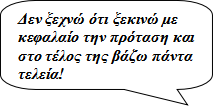 Δεν ξεχνώ ότι ξεκινώ με
κεφαλαίο την πρόταση και
στο τέλος της βάζω πάντα
τελεία!